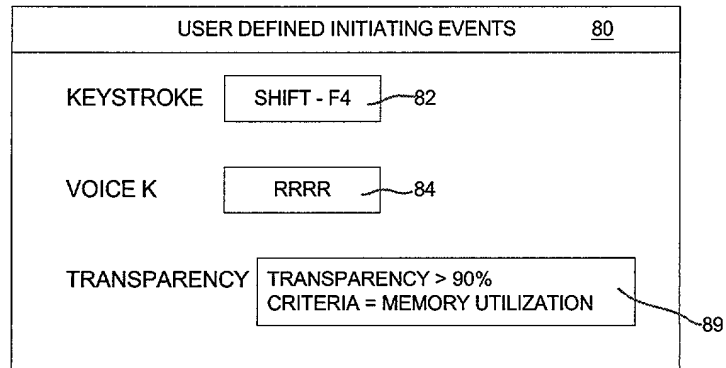 USER DEFINED INITIATING EVENTS 80
KEYSTROKE SHIFT - F4 82
VOICE K RRRR 84
TRANSPARENCY TRANSPARENCY > 90%
CRITERIA = MEMORY UTILIZATION
89